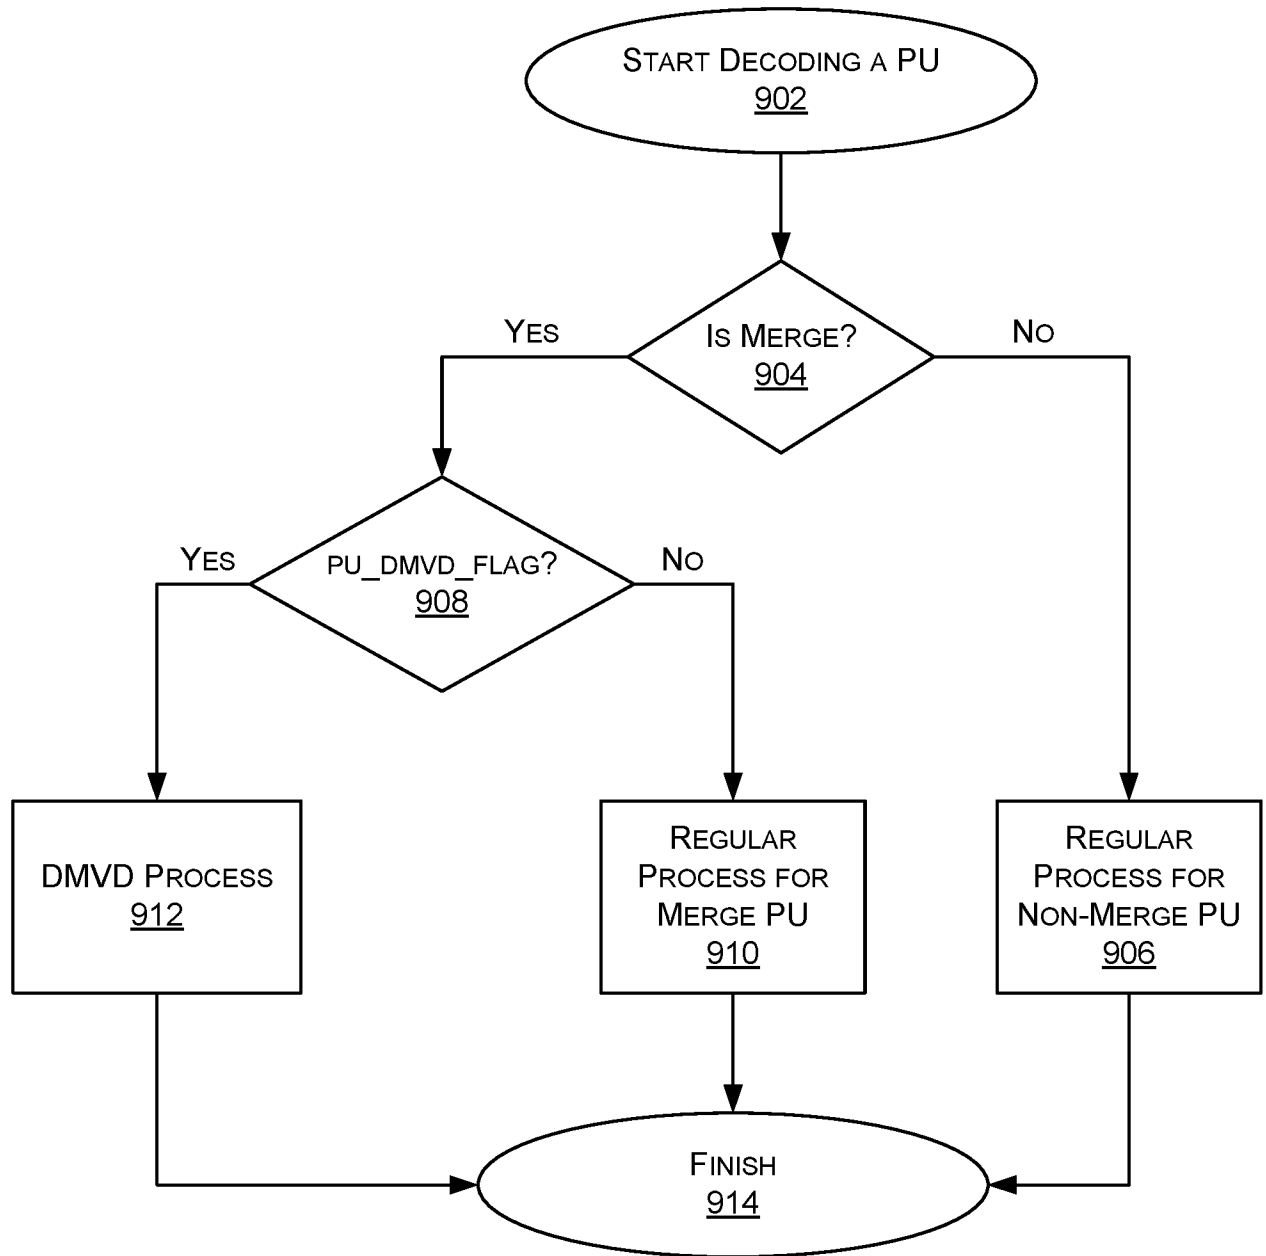 START DECODING A PU
902
IS MERGE?
904
YES
NO
PU_DMVD_FLAG?
908
YES
NO
DMVD PROCESS
912
REGULAR
PROCESS FOR
MERGE PU
910
REGULAR
PROCESS FOR
NON-MERGE PU
906
FINISH
914